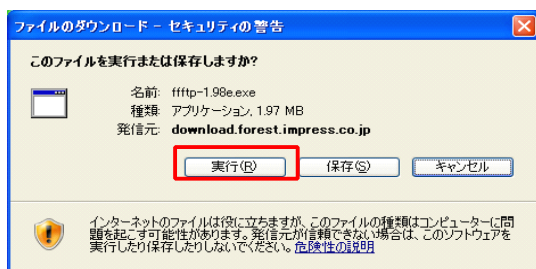 ファイルのダウンロード - セキュリティの警告
このファイルを実行または保存しますか?
名前: ffftp-1.98e.exe
種類: アプリケーション, 1.97 MB
発信元: download.forest.impress.co.jp
実行(R) 保存(S) キャンセル
インターネットのファイルは役に立ちますが、このファイルの種類はコンピューターに問
題を起こす可能性があります。発信元が信頼できない場合は、このソフトウェアを
実行したり保存したりしないでください。危険性の説明